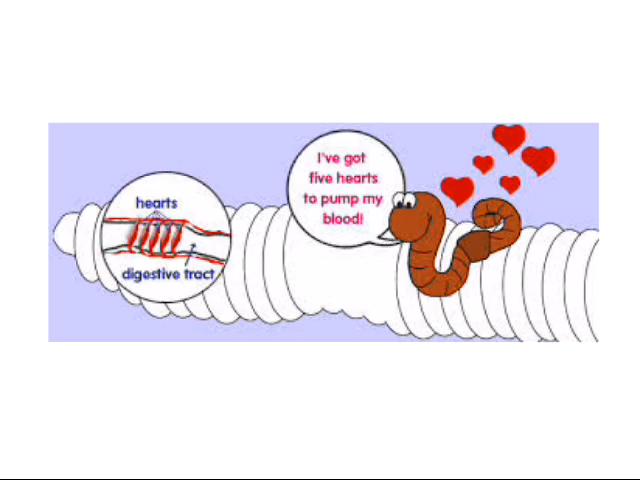 hearts
digestive tract
I've got
five hearts
to pump my
blood!